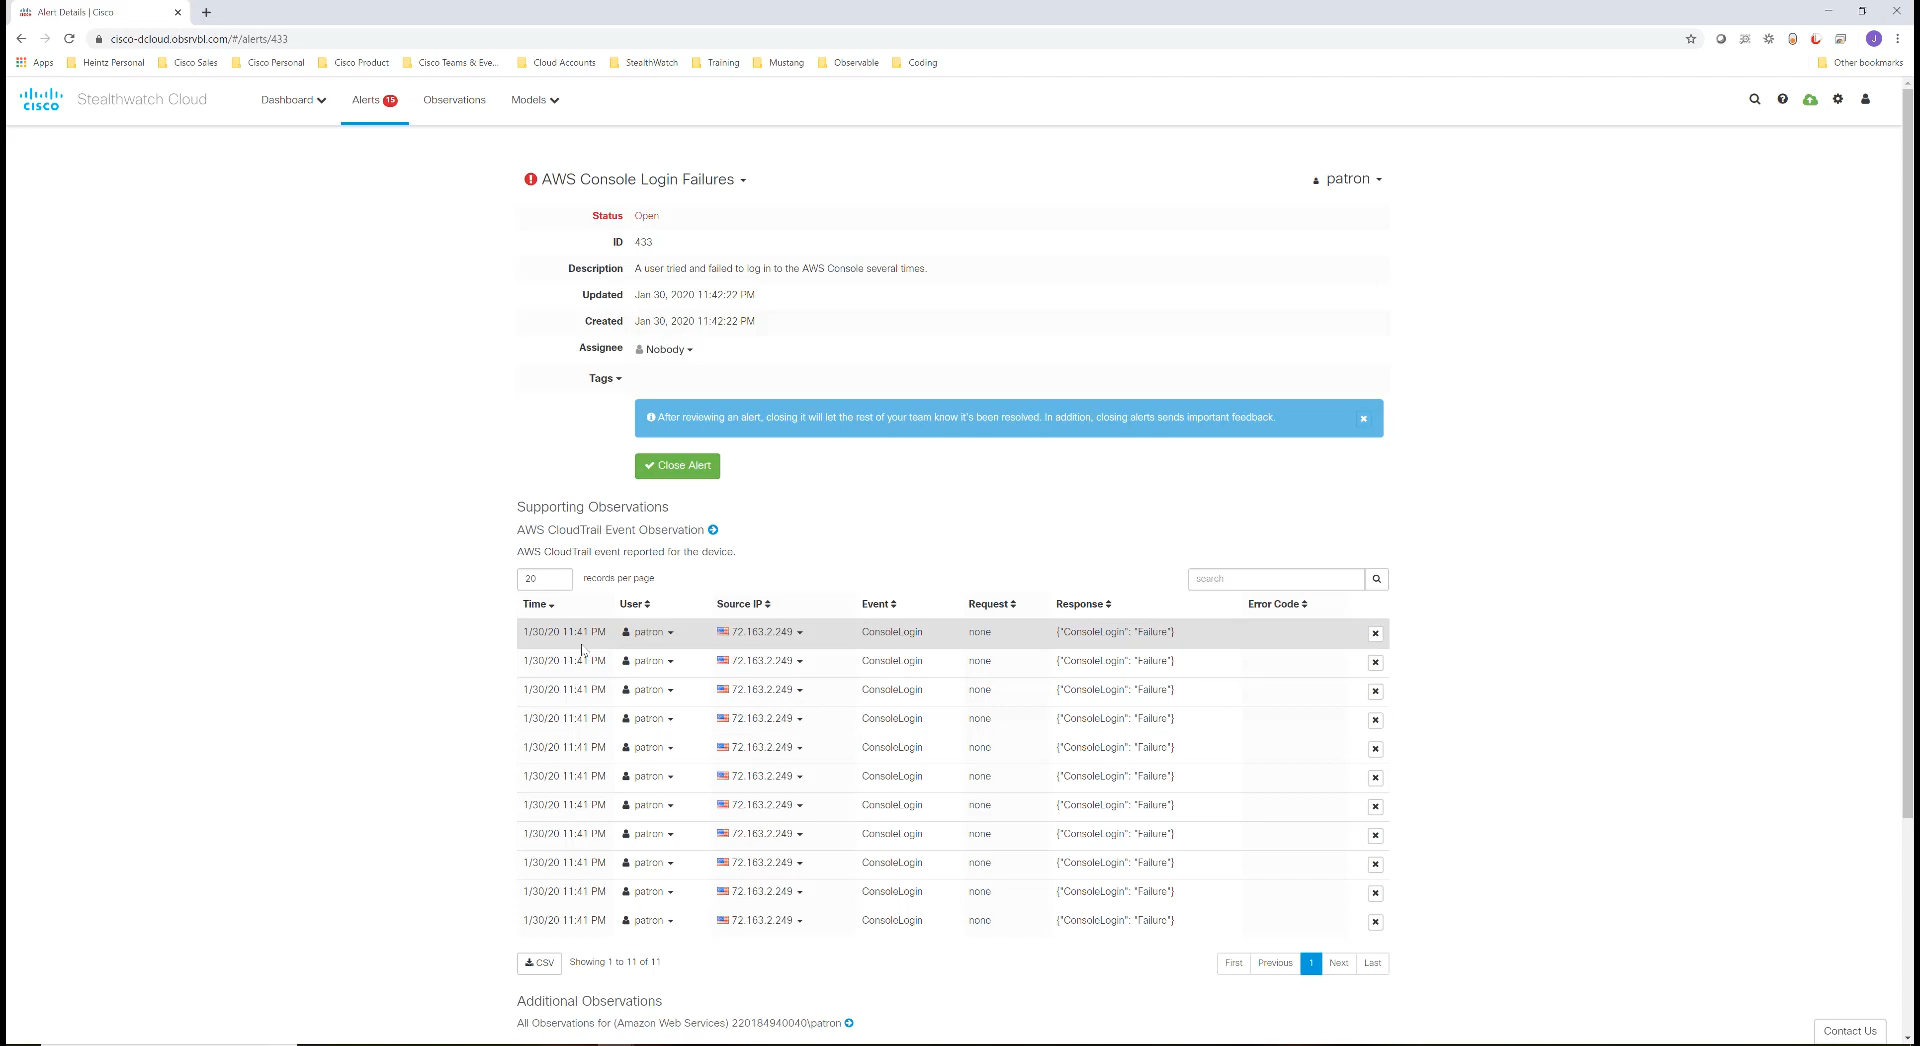 Alert Details | Cisco
cisco-dcloud.obsrvbl.com/#/alerts/433
Apps Heintz Personal Cisco Sales Cisco Personal Cisco Product Cisco Teams & Eve... Cloud Accounts StealthWatch Training Mustang Observable Coding Other bookmarks
CISCO Stealthwatch Cloud Dashboard Alerts 15 Observations Models
AWS Console Login Failures patron
Status Open
ID 433
Description A user tried and failed to log in to the AWS Console several times.
Updated Jan 30, 2020 11:42:22 PM
Created Jan 30, 2020 11:42:22 PM
Assignee Nobody
Tags
After reviewing an alert, closing it will let the rest of your team know it's been resolved. In addition, closing alerts sends important feedback.
Close Alert
Supporting Observations
AWS CloudTrail Event Observation
AWS CloudTrail event reported for the device.
20 records per page search
Time User Source IP Event Request Response Error Code
1/30/20 11:41 PM patron 72.163.2.249 ConsoleLogin none {"ConsoleLogin": "Failure"}
1/30/20 11:41 PM patron 72.163.2.249 ConsoleLogin none {"ConsoleLogin": "Failure"}
1/30/20 11:41 PM patron 72.163.2.249 ConsoleLogin none {"ConsoleLogin": "Failure"}
1/30/20 11:41 PM patron 72.163.2.249 ConsoleLogin none {"ConsoleLogin": "Failure"}
1/30/20 11:41 PM patron 72.163.2.249 ConsoleLogin none {"ConsoleLogin": "Failure"}
1/30/20 11:41 PM patron 72.163.2.249 ConsoleLogin none {"ConsoleLogin": "Failure"}
1/30/20 11:41 PM patron 72.163.2.249 ConsoleLogin none {"ConsoleLogin": "Failure"}
1/30/20 11:41 PM patron 72.163.2.249 ConsoleLogin none {"ConsoleLogin": "Failure"}
1/30/20 11:41 PM patron 72.163.2.249 ConsoleLogin none {"ConsoleLogin": "Failure"}
1/30/20 11:41 PM patron 72.163.2.249 ConsoleLogin none {"ConsoleLogin": "Failure"}
1/30/20 11:41 PM patron 72.163.2.249 ConsoleLogin none {"ConsoleLogin": "Failure"}
CSV Showing 1 to 11 of 11 First Previous 1 Next Last
Additional Observations
All Observations for (Amazon Web Services) 220184940040\patron
Contact Us